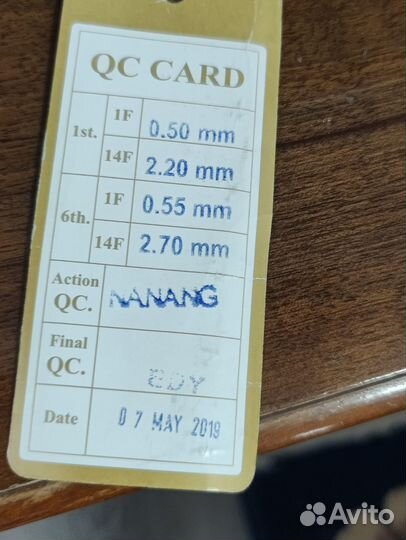 QC CARD
1st. 1F 0.50 mm
14F 2.20 mm
6th. 1F 0.55 mm
14F 2.70 mm
Action QC. NANANG
Final QC. EDY
Date 07 MAY 2019
Avito